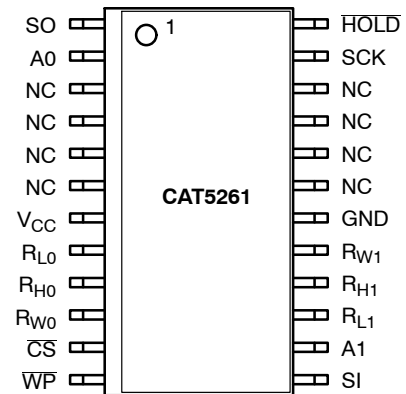 SO 1 HOLD
A0 SCK
NC NC
NC NC
NC NC
NC CAT5261 NC
VCC GND
RL0 RW1
RH0 RH1
RW0 RL1
CS A1
WP SI